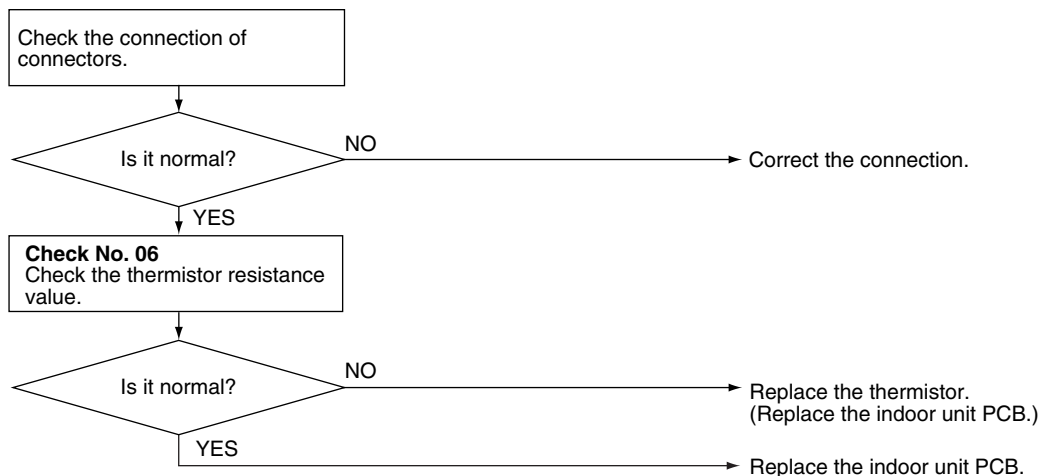 Check the connection of
connectors.
Is it normal?
NO
Correct the connection.
YES
Check No. 06
Check the thermistor resistance
value.
Is it normal?
NO
Replace the thermistor.
(Replace the indoor unit PCB.)
YES
Replace the indoor unit PCB.